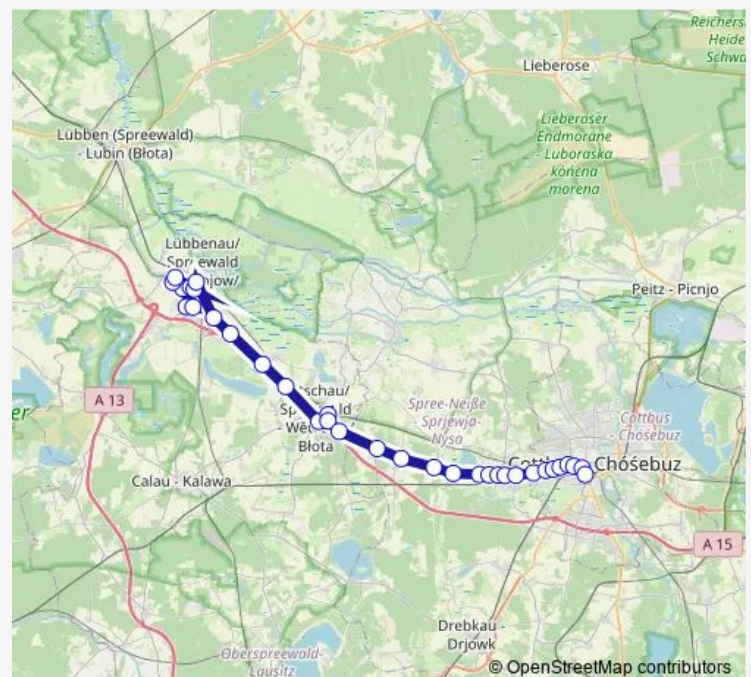 Reichers
Heide
Schwa
Lieberose
Lieberoser
Endmoräne
- Luboraska
kóńcna
morena
Lübben (Spreewald)
- Lubin (Błota)
Lübbenau/
Peitz - Picnjo
A 13
Spree-Neiße
- Sprjewja-
Nysa
Błota
Cottbus
- Chóśebuz
Chóśebuz
Calau - Kalawa
A 15
Drebkau -
Drjowk
Oberspreewald-
Lausitz
© OpenStreetMap contributors